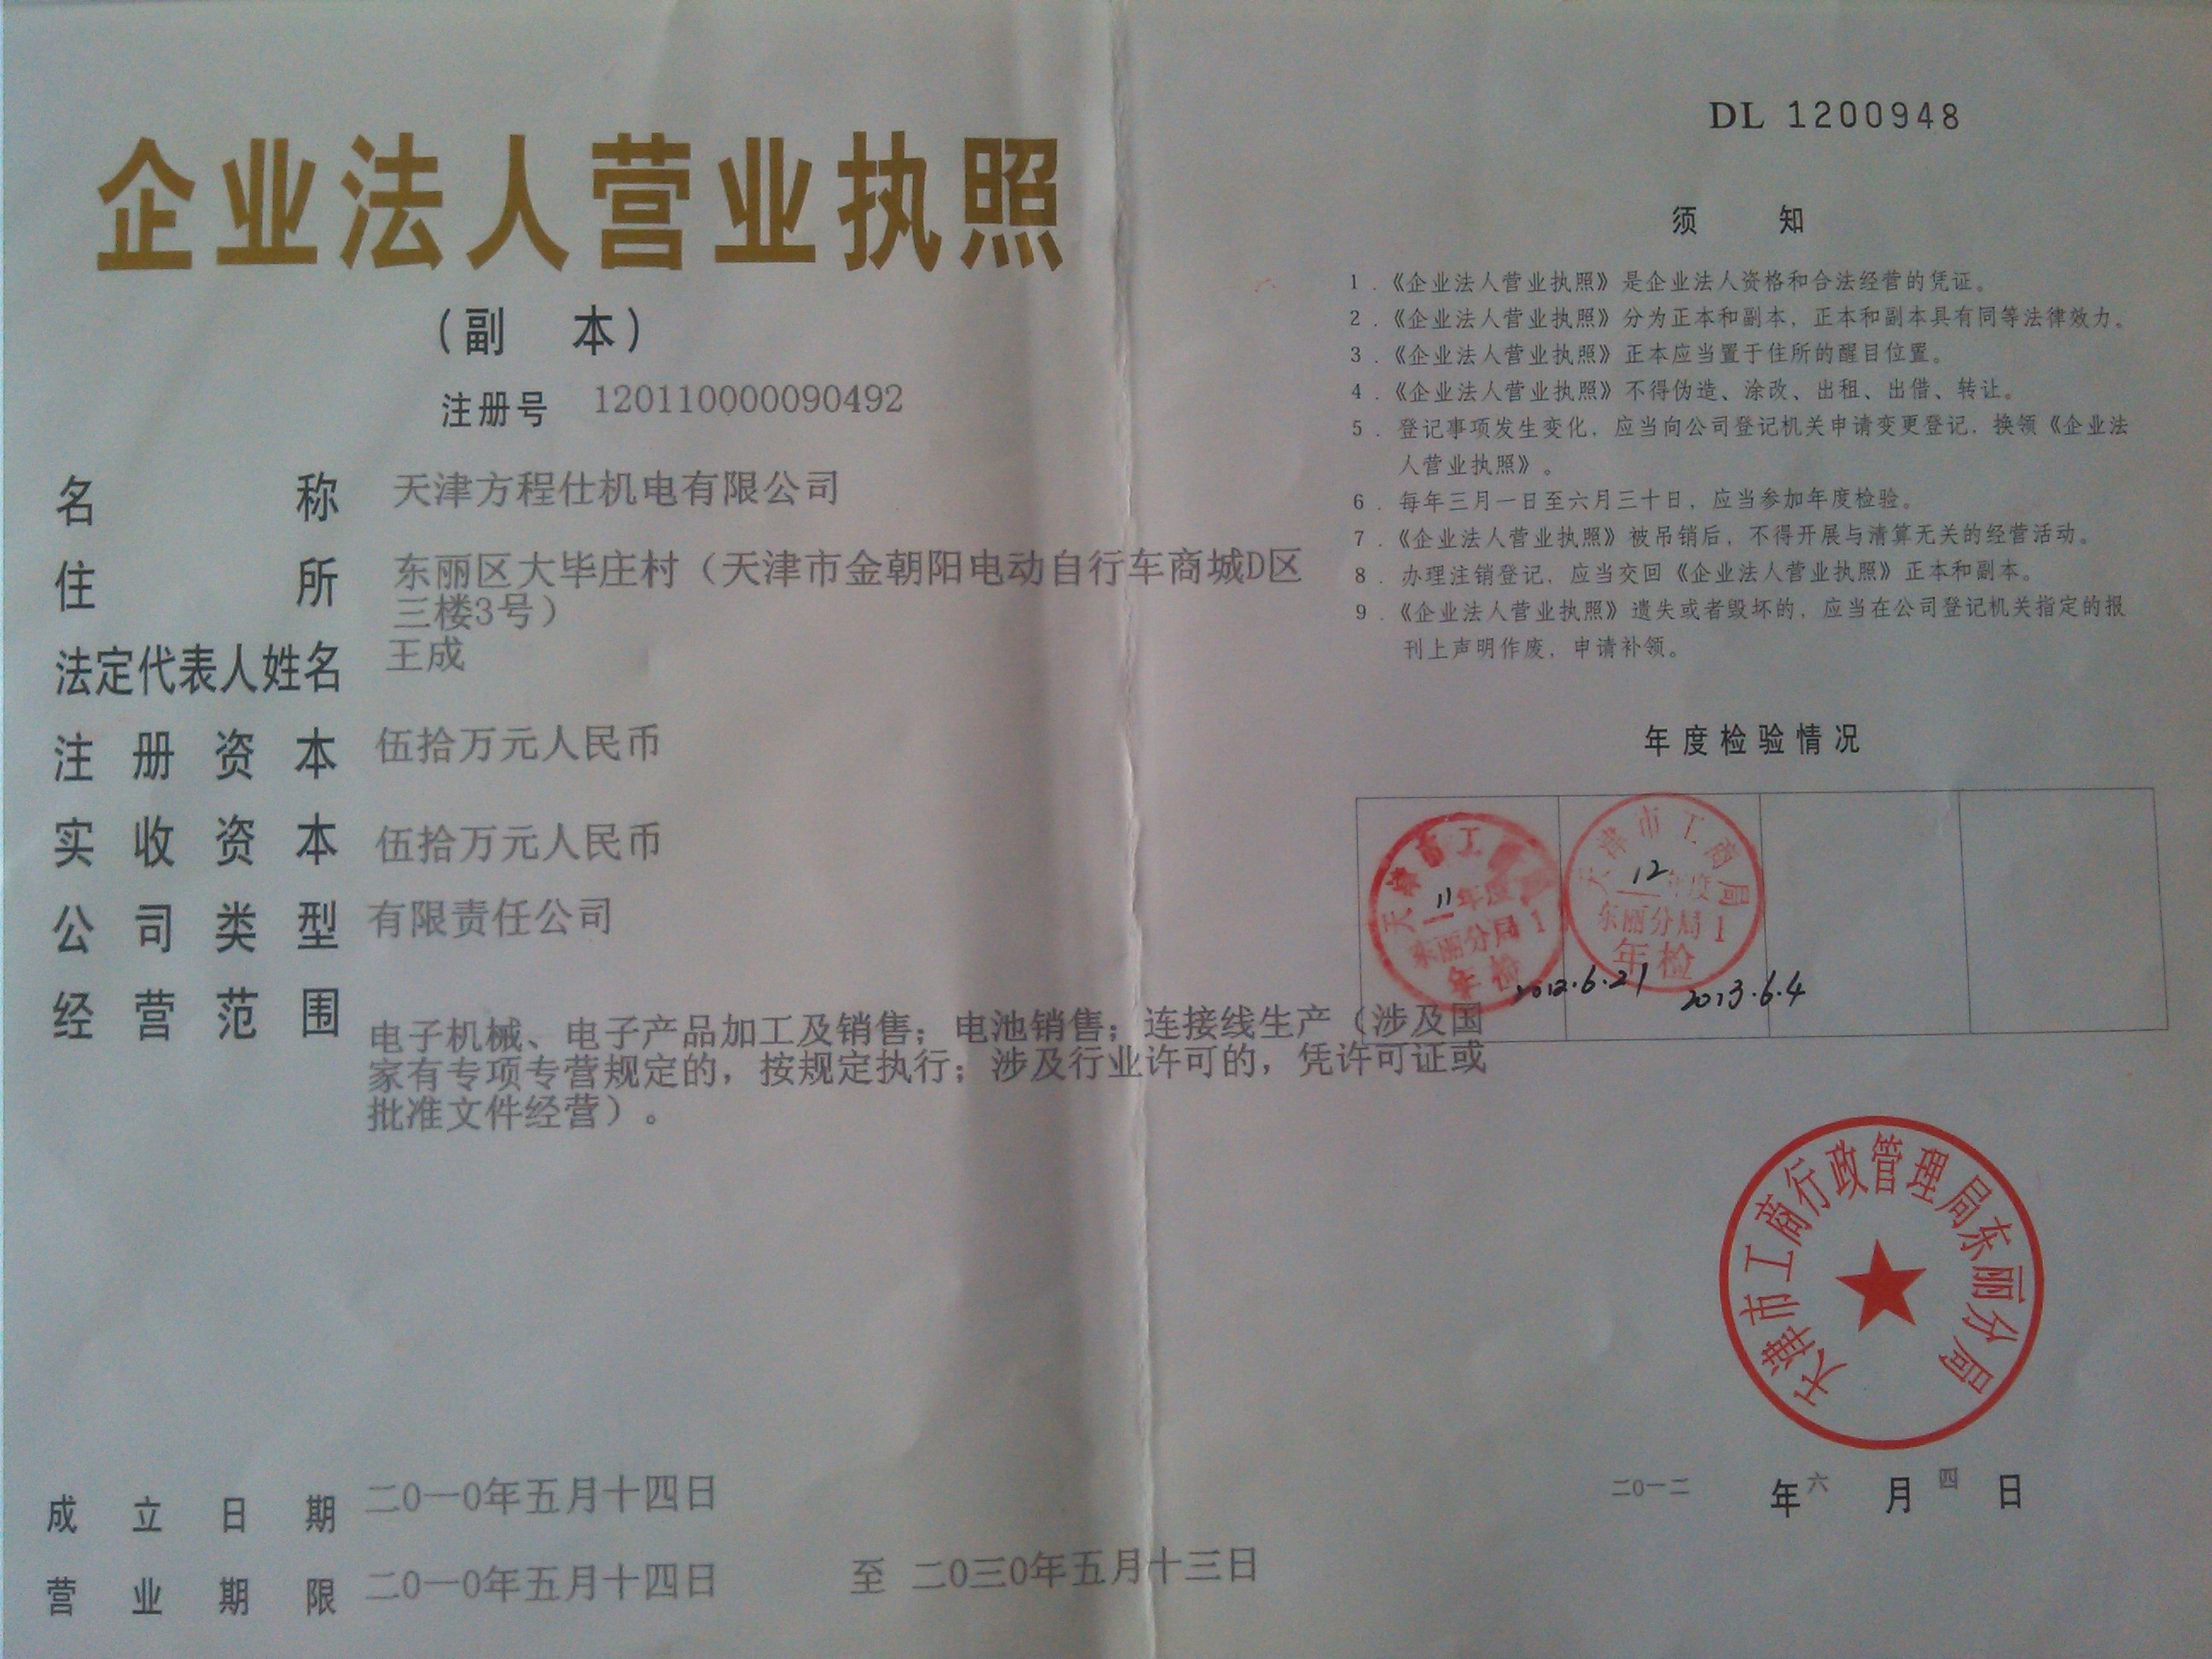 企业法人营业执照
（副 本）
注册号 120110000090492
名 称 天津方程仕机电有限公司
住 所 东丽区大毕庄村（天津市金朝阳电动自行车商城D区
三楼3号）
法定代表人姓名 王成
注 册 资 本 伍拾万元人民币
实 收 资 本 伍拾万元人民币
公 司 类 型 有限责任公司
经 营 范 围 电子机械、电子产品加工及销售；电池销售；连接线生产（涉及国
家有专项专营规定的，按规定执行；涉及行业许可的，凭许可证或
批准文件经营）。
成 立 日 期 二0一0年五月十四日
营 业 期 限 二0一0年五月十四日 至 二0三0年五月十三日
DL 1200948
须 知
1．《企业法人营业执照》是企业法人资格和合法经营的凭证。
2．《企业法人营业执照》分为正本和副本，正本和副本具有同等法律效力。
3．《企业法人营业执照》正本应当置于住所的醒目位置。
4．《企业法人营业执照》不得伪造、涂改、出租、出借、转让。
5．登记事项发生变化，应当向公司登记机关申请变更登记，换领《企业法
人营业执照》。
6．每年三月一日至六月三十日，应当参加年度检验。
7．《企业法人营业执照》被吊销后，不得开展与清算无关的经营活动。
8．办理注销登记，应当交回《企业法人营业执照》正本和副本。
9．《企业法人营业执照》遗失或者毁坏的，应当在公司登记机关指定的报
刊上声明作废，申请补领。
年度检验情况
天津市工
11年度
东丽分局1
年检
2012.6.21
天津市工商局
12年度
东丽分局1
年检
2013.6.4
天津市工商行政管理局东丽分局
二0一二 年 六 月 四 日